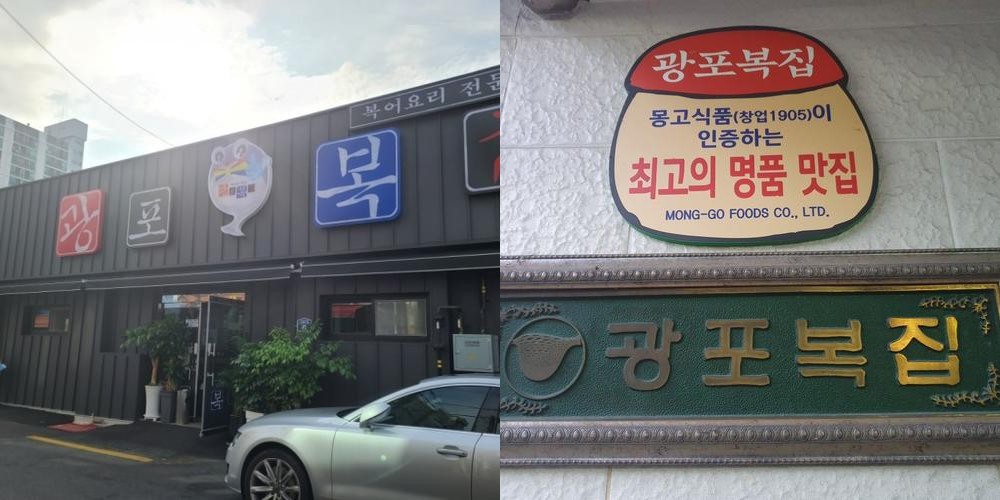 복어요리 전문
광 포 복
복
광포복집
몽고식품(창업1905)이
인증하는
최고의 명품 맛집
MONG-GO FOODS CO., LTD.
광포복집